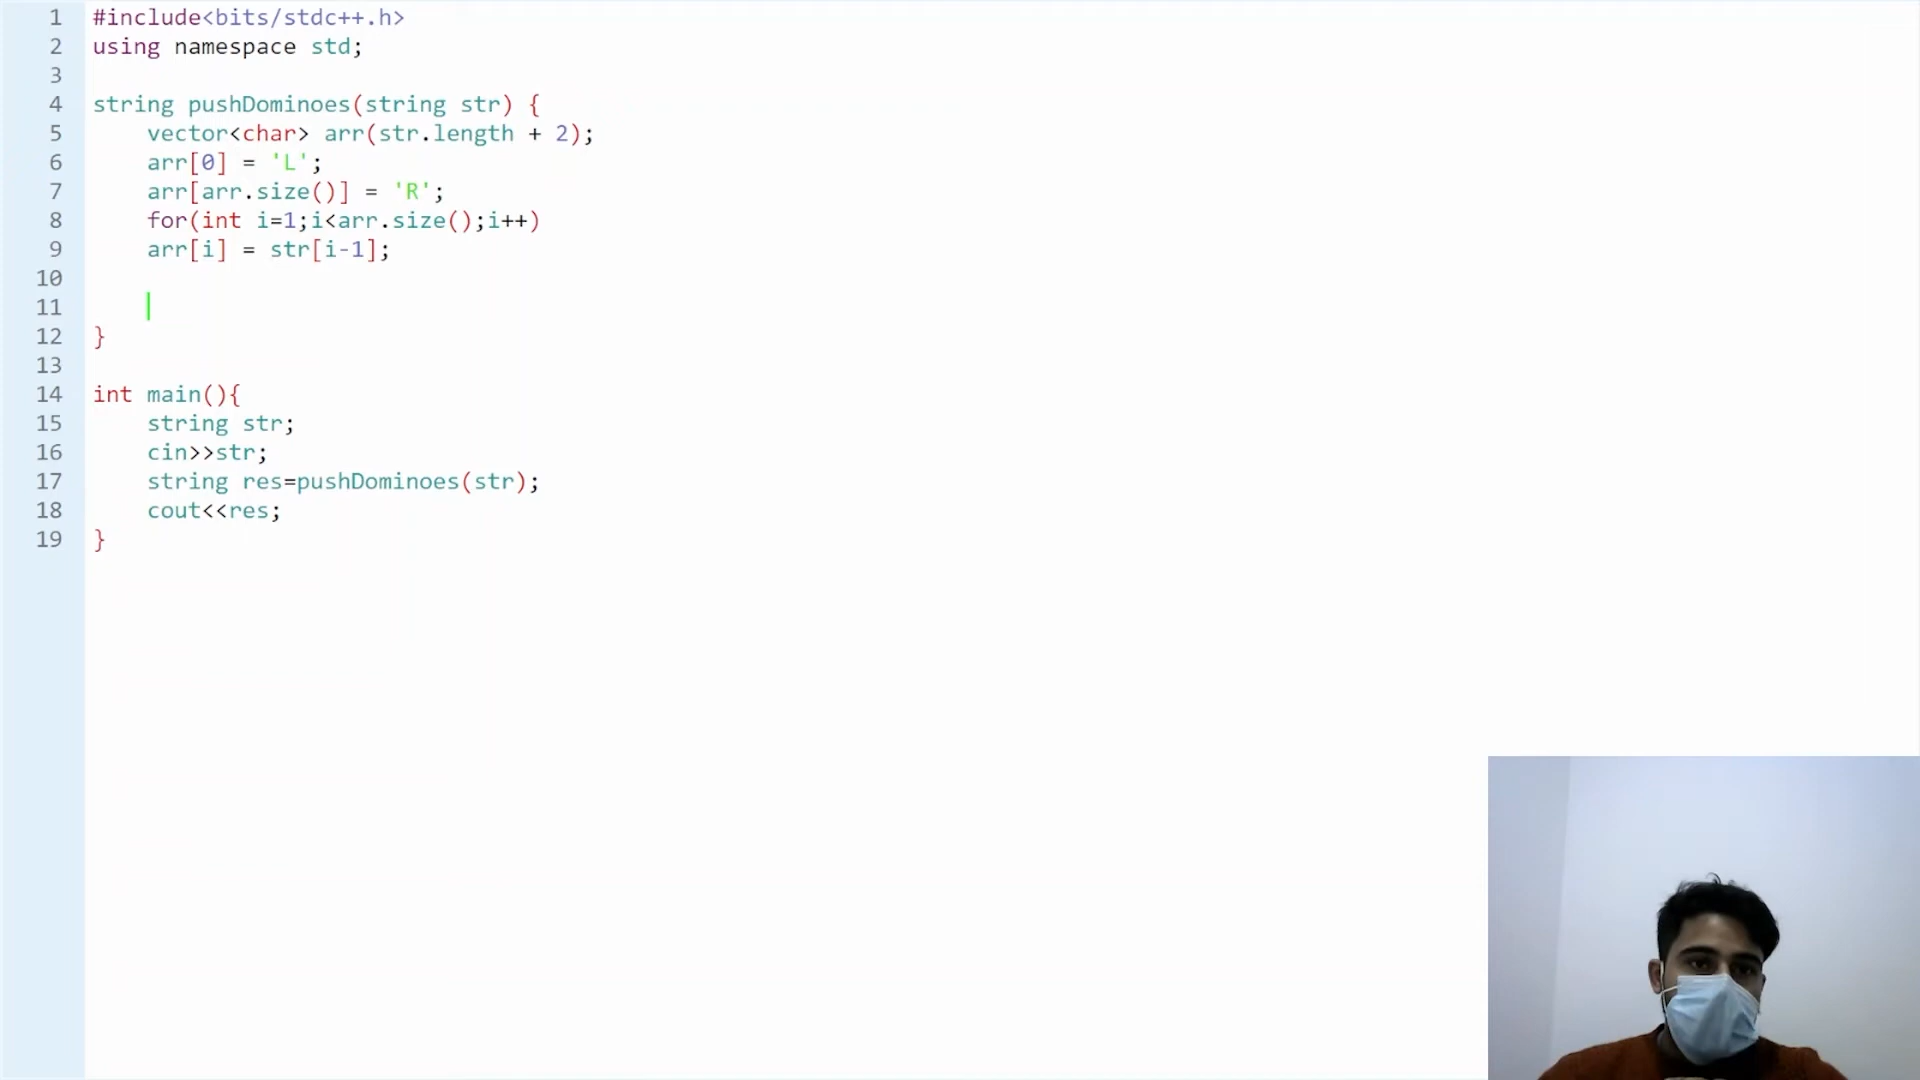 1 #include<bits/stdc++.h>
2 using namespace std;
3
4 string pushDominoes(string str) {
5 vector<char> arr(str.length + 2);
6 arr[0] = 'L';
7 arr[arr.size()] = 'R';
8 for(int i=1;i<arr.size();i++)
9 arr[i] = str[i-1];
10
11
12 }
13
14 int main(){
15 string str;
16 cin>>str;
17 string res=pushDominoes(str);
18 cout<<res;
19 }